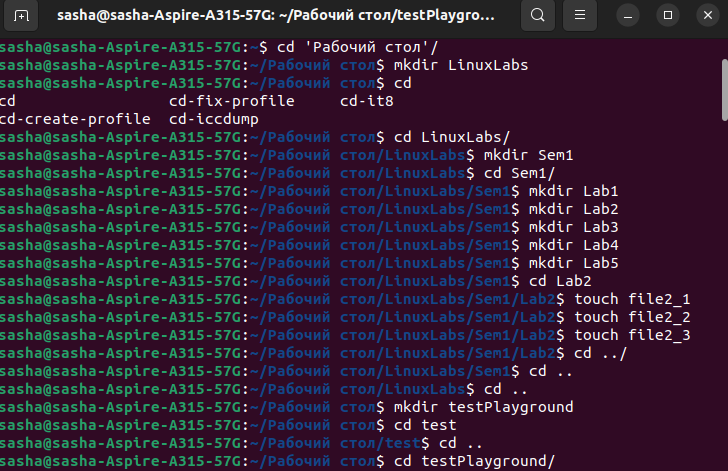 sasha@sasha-Aspire-A315-57G: ~/Рабочий стол/testPlaygro...
sasha@sasha-Aspire-A315-57G:~$ cd 'Рабочий стол'/
sasha@sasha-Aspire-A315-57G:~/Рабочий стол$ mkdir LinuxLabs
sasha@sasha-Aspire-A315-57G:~/Рабочий стол$ cd
cd cd-fix-profile cd-it8
cd-create-profile cd-iccdump
sasha@sasha-Aspire-A315-57G:~/Рабочий стол$ cd LinuxLabs/
sasha@sasha-Aspire-A315-57G:~/Рабочий стол/LinuxLabs$ mkdir Sem1
sasha@sasha-Aspire-A315-57G:~/Рабочий стол/LinuxLabs$ cd Sem1/
sasha@sasha-Aspire-A315-57G:~/Рабочий стол/LinuxLabs/Sem1$ mkdir Lab1
sasha@sasha-Aspire-A315-57G:~/Рабочий стол/LinuxLabs/Sem1$ mkdir Lab2
sasha@sasha-Aspire-A315-57G:~/Рабочий стол/LinuxLabs/Sem1$ mkdir Lab3
sasha@sasha-Aspire-A315-57G:~/Рабочий стол/LinuxLabs/Sem1$ mkdir Lab4
sasha@sasha-Aspire-A315-57G:~/Рабочий стол/LinuxLabs/Sem1$ mkdir Lab5
sasha@sasha-Aspire-A315-57G:~/Рабочий стол/LinuxLabs/Sem1$ cd Lab2
sasha@sasha-Aspire-A315-57G:~/Рабочий стол/LinuxLabs/Sem1/Lab2$ touch file2_1
sasha@sasha-Aspire-A315-57G:~/Рабочий стол/LinuxLabs/Sem1/Lab2$ touch file2_2
sasha@sasha-Aspire-A315-57G:~/Рабочий стол/LinuxLabs/Sem1/Lab2$ touch file2_3
sasha@sasha-Aspire-A315-57G:~/Рабочий стол/LinuxLabs/Sem1/Lab2$ cd ../
sasha@sasha-Aspire-A315-57G:~/Рабочий стол/LinuxLabs/Sem1$ cd ..
sasha@sasha-Aspire-A315-57G:~/Рабочий стол/LinuxLabs$ cd ..
sasha@sasha-Aspire-A315-57G:~/Рабочий стол$ mkdir testPlayground
sasha@sasha-Aspire-A315-57G:~/Рабочий стол$ cd test
sasha@sasha-Aspire-A315-57G:~/Рабочий стол/test$ cd ..
sasha@sasha-Aspire-A315-57G:~/Рабочий стол$ cd testPlayground/